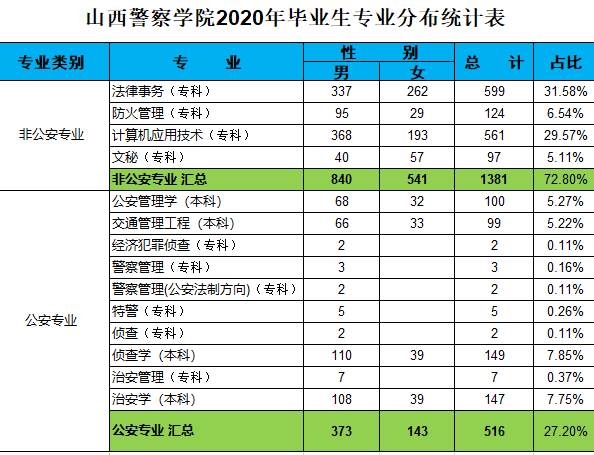 山西警察学院2020年毕业生专业分布统计表
专业类别 专 业 性 别 总 计 占比
男 女
非公安专业
法律事务（专科） 337 262 599 31.58%
防火管理（专科） 95 29 124 6.54%
计算机应用技术（专科） 368 193 561 29.57%
文秘（专科） 40 57 97 5.11%
非公安专业 汇总 840 541 1381 72.80%
公安专业
公安管理学（本科） 68 32 100 5.27%
交通管理工程（本科） 66 33 99 5.22%
经济犯罪侦查（专科） 2 2 0.11%
警察管理（专科） 3 3 0.16%
警察管理(公安法制方向)（专科） 2 2 0.11%
特警（专科） 5 5 0.26%
侦查（专科） 2 2 0.11%
侦查学（本科） 110 39 149 7.85%
治安管理（专科） 7 7 0.37%
治安学（本科） 108 39 147 7.75%
公安专业 汇总 373 143 516 27.20%